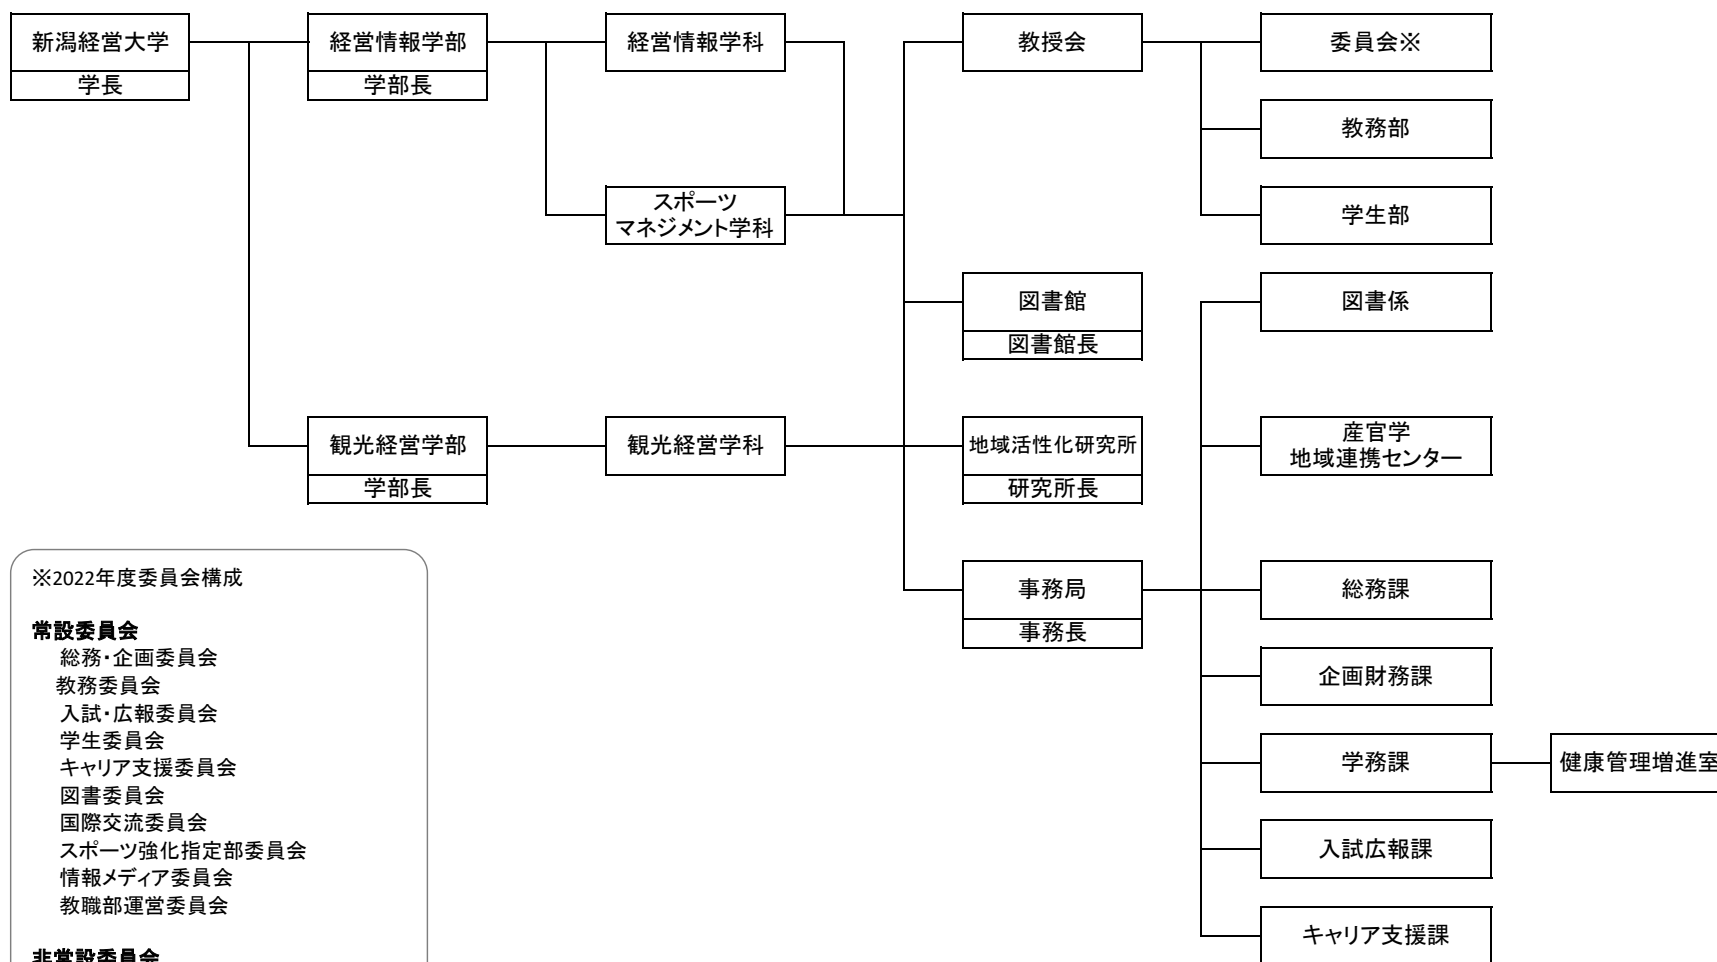 新潟経営大学
学長
経営情報学部
学部長
経営情報学科
スポーツ
マネジメント学科
観光経営学部
学部長
観光経営学科
教授会
図書館
図書館長
地域活性化研究所
研究所長
事務局
事務長
委員会※
教務部
学生部
図書係
産官学
地域連携センター
総務課
企画財務課
学務課
健康管理増進室
入試広報課
キャリア支援課
※2022年度委員会構成
常設委員会
総務・企画委員会
教務委員会
入試・広報委員会
学生委員会
キャリア支援委員会
図書委員会
国際交流委員会
スポーツ強化指定部委員会
情報メディア委員会
教職部運営委員会
非常設委員会